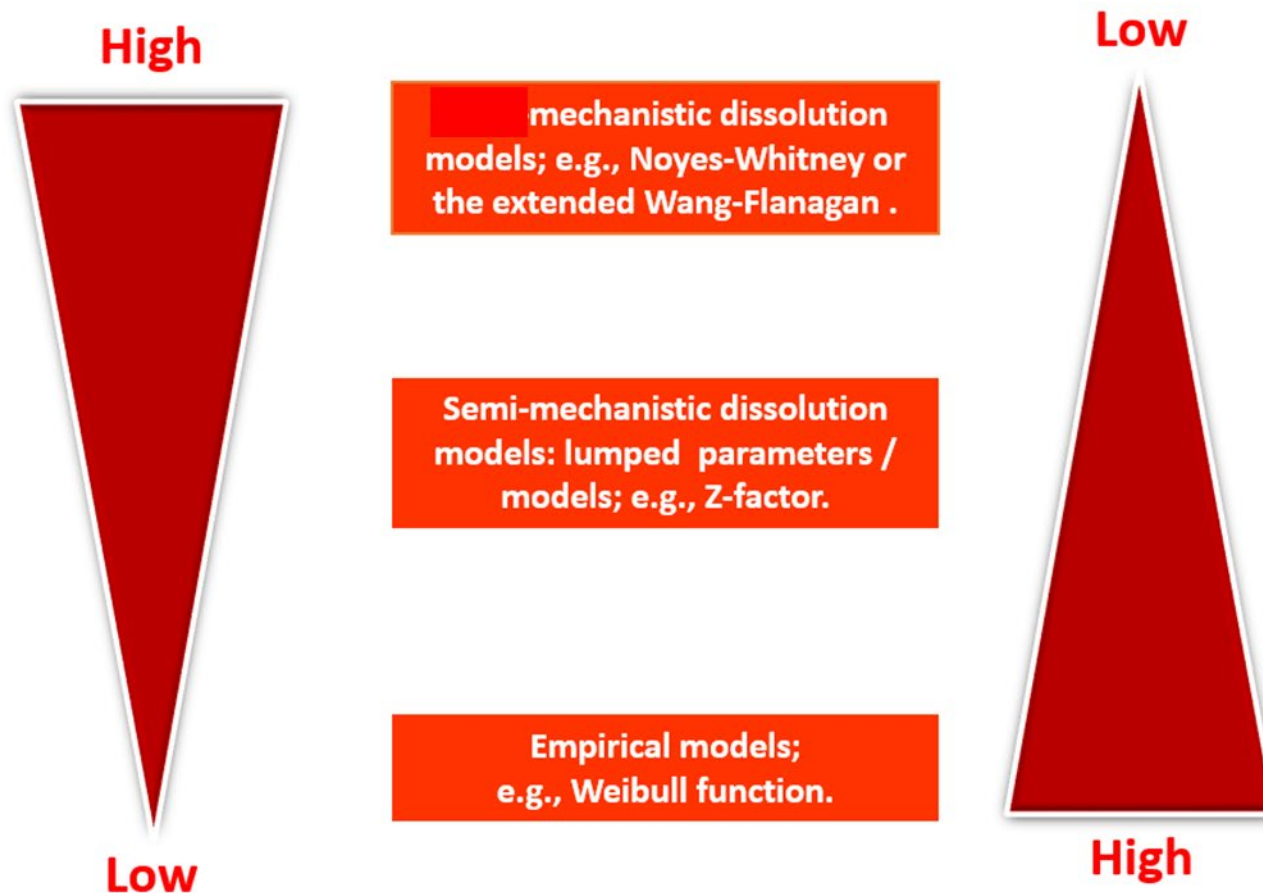 High
Low
mechanistic dissolution
models; e.g., Noyes-Whitney or
the extended Wang-Flanagan .
Semi-mechanistic dissolution
models: lumped parameters /
models; e.g., Z-factor.
Empirical models;
e.g., Weibull function.
Low
High